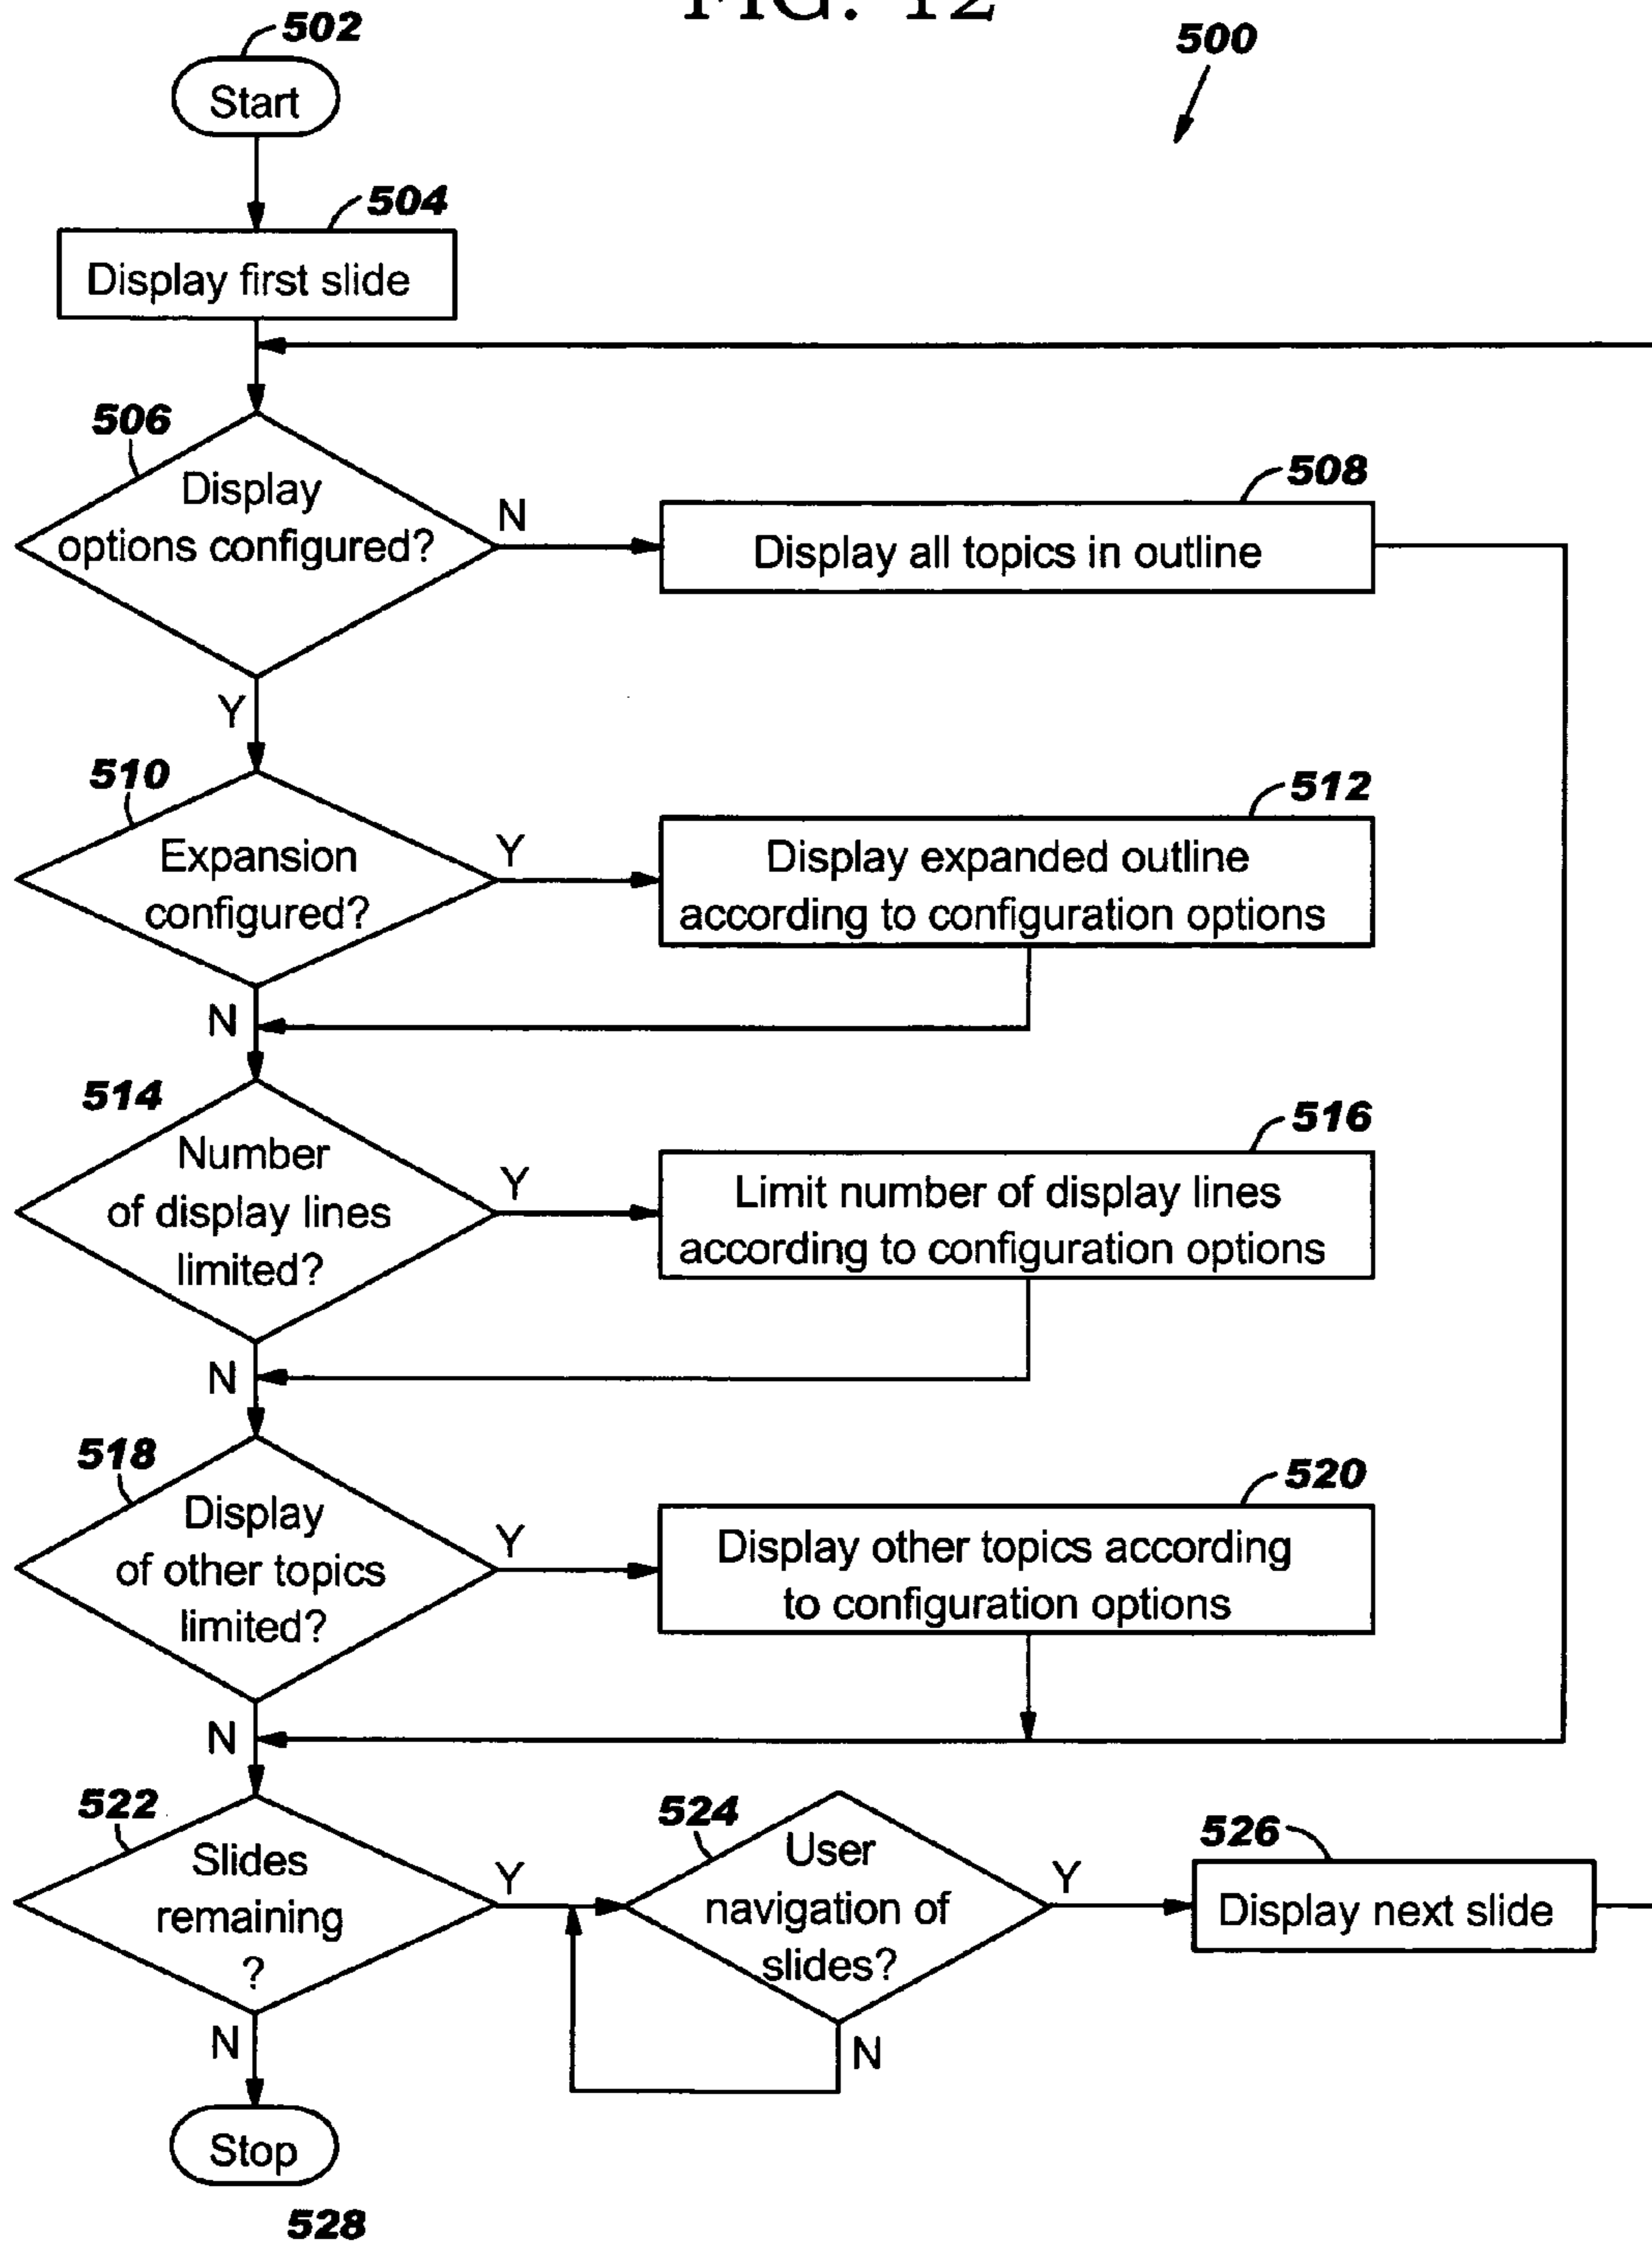 FIG. 12
500
502
Start
504
Display first slide
506
Display
options configured?
N
508
Display all topics in outline
Y
510
Expansion
configured?
Y
512
Display expanded outline
according to configuration options
N
514
Number
of display lines
limited?
Y
516
Limit number of display lines
according to configuration options
N
518
Display
of other topics
limited?
Y
520
Display other topics according
to configuration options
N
522
Slides
remaining
?
Y
524
User
navigation of
slides?
Y
526
Display next slide
N
N
Stop
528